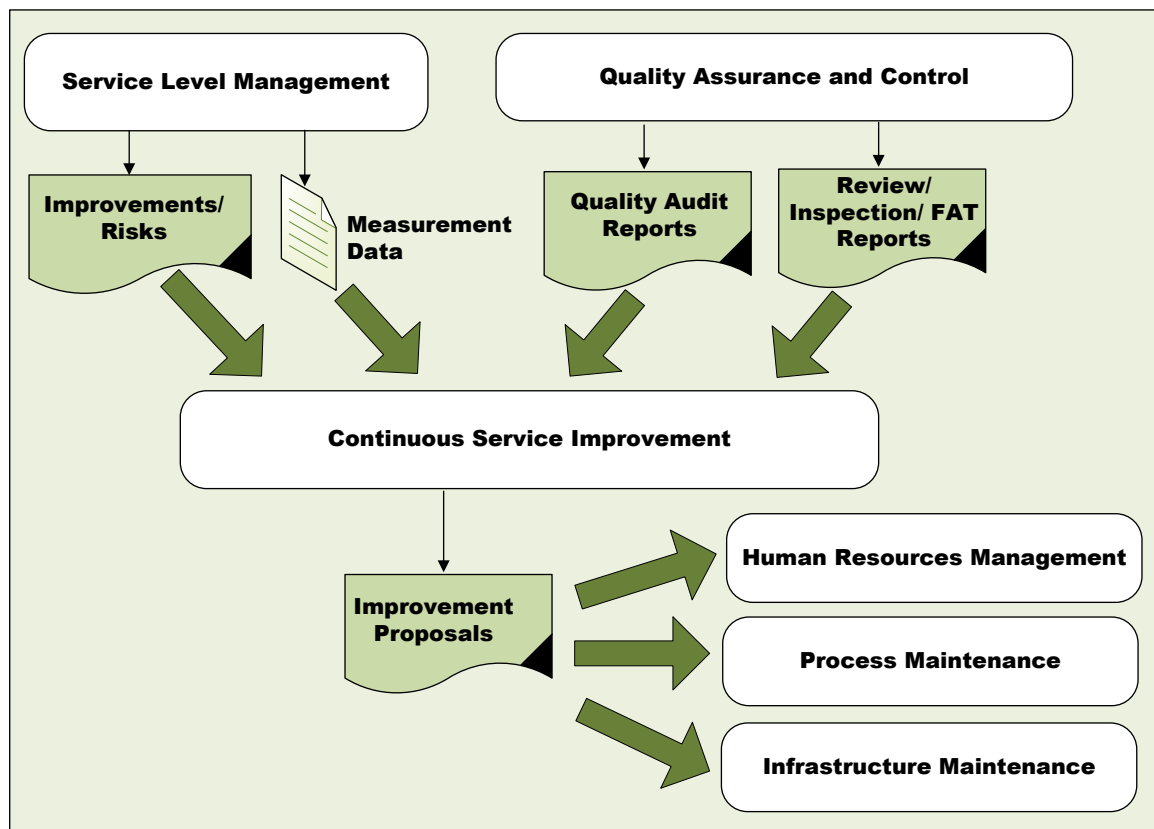 Service Level Management
Quality Assurance and Control
Improvements/
Risks
Measurement
Data
Quality Audit
Reports
Review/
Inspection/ FAT
Reports
Continuous Service Improvement
Improvement
Proposals
Human Resources Management
Process Maintenance
Infrastructure Maintenance